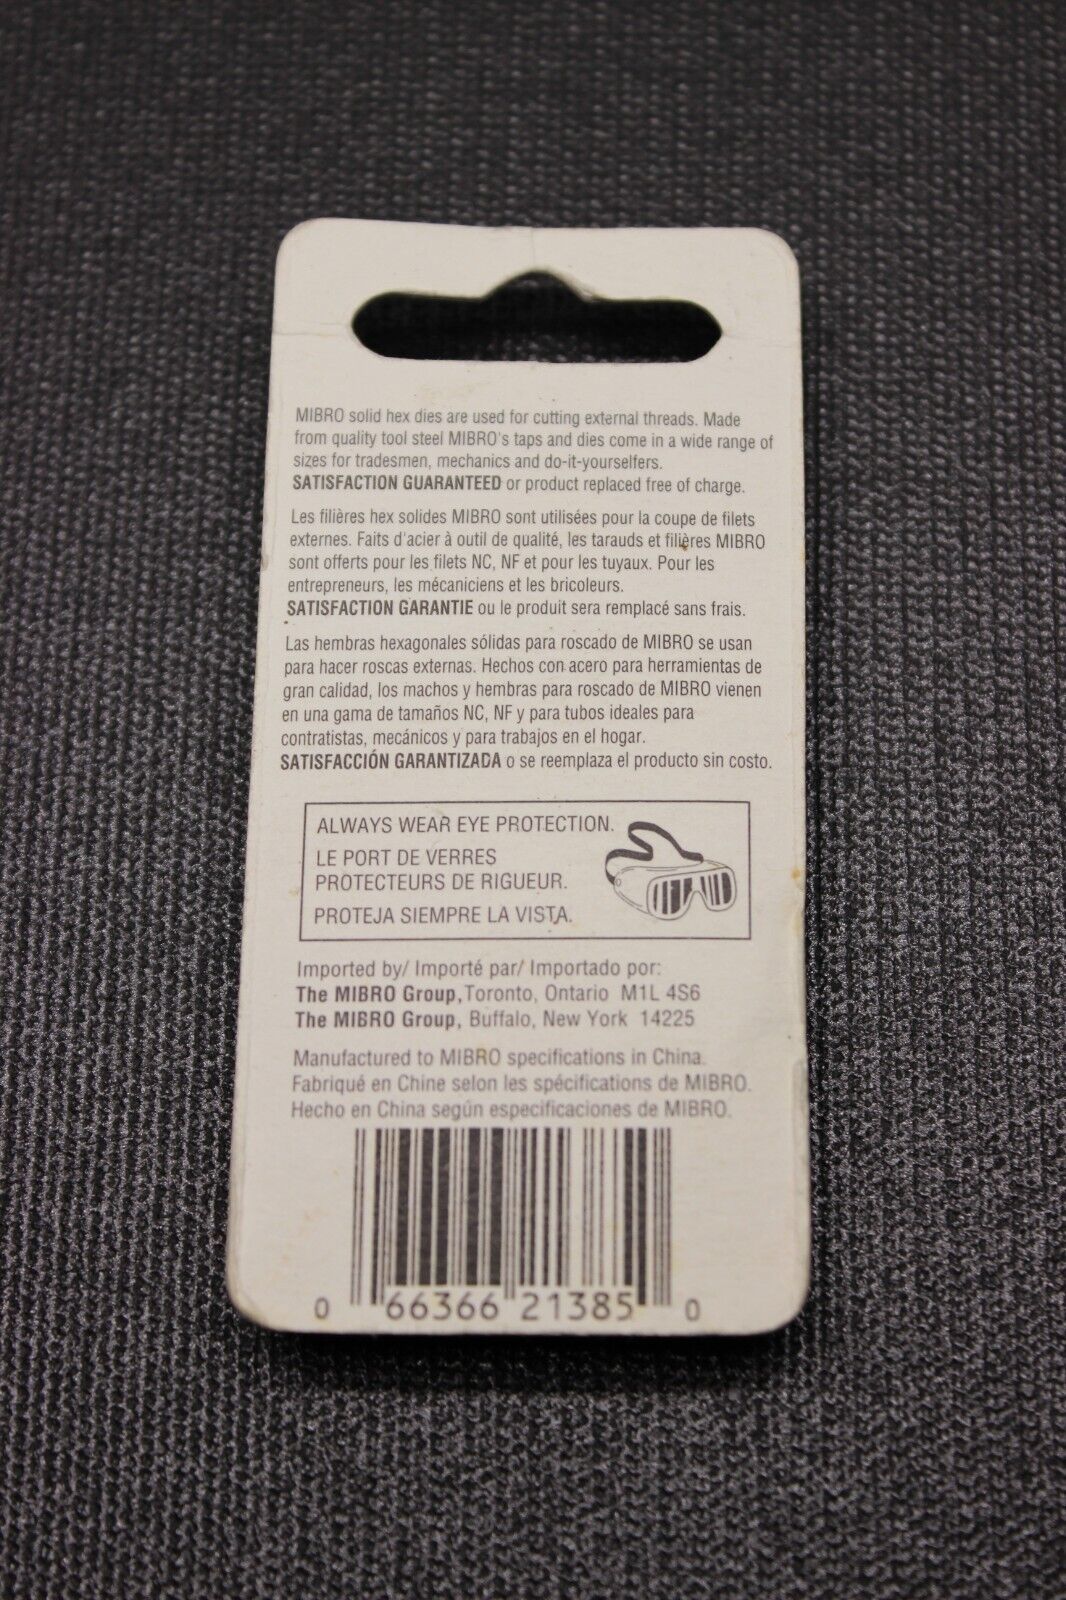 MIBRO solid hex dies are used for cutting external threads. Made
from quality tool steel MIBRO's taps and dies come in a wide range of
sizes for tradesmen, mechanics and do-it-yourselfers.
SATISFACTION GUARANTEED or product replaced free of charge.
Les filières hex solides MIBRO sont utilisées pour la coupe de filets
externes. Faits d'acier à outil de qualité, les tarauds et filières MIBRO
sont offerts pour les filets NC, NF et pour les tuyaux. Pour les
entrepreneurs, les mécaniciens et les bricoleurs.
SATISFACTION GARANTIE ou le produit sera remplacé sans frais.
Las hembras hexagonales sólidas para roscado de MIBRO se usan
para hacer roscas externas. Hechos con acero para herramientas de
gran calidad, los machos y hembras para roscado de MIBRO vienen
en una gama de tamaños NC, NF y para tubos ideales para
contratistas, mecánicos y para trabajos en el hogar.
SATISFACCIÓN GARANTIZADA o se reemplaza el producto sin costo.
ALWAYS WEAR EYE PROTECTION.
LE PORT DE VERRES
PROTECTEURS DE RIGUEUR.
PROTEJA SIEMPRE LA VISTA.
Imported by/ Importé par/ Importado por:
The MIBRO Group, Toronto, Ontario M1L 4S6
The MIBRO Group, Buffalo, New York 14225
Manufactured to MIBRO specifications in China.
Fabriqué en Chine selon les spécifications de MIBRO.
Hecho en China según especificaciones de MIBRO.
0 66366 21385 0